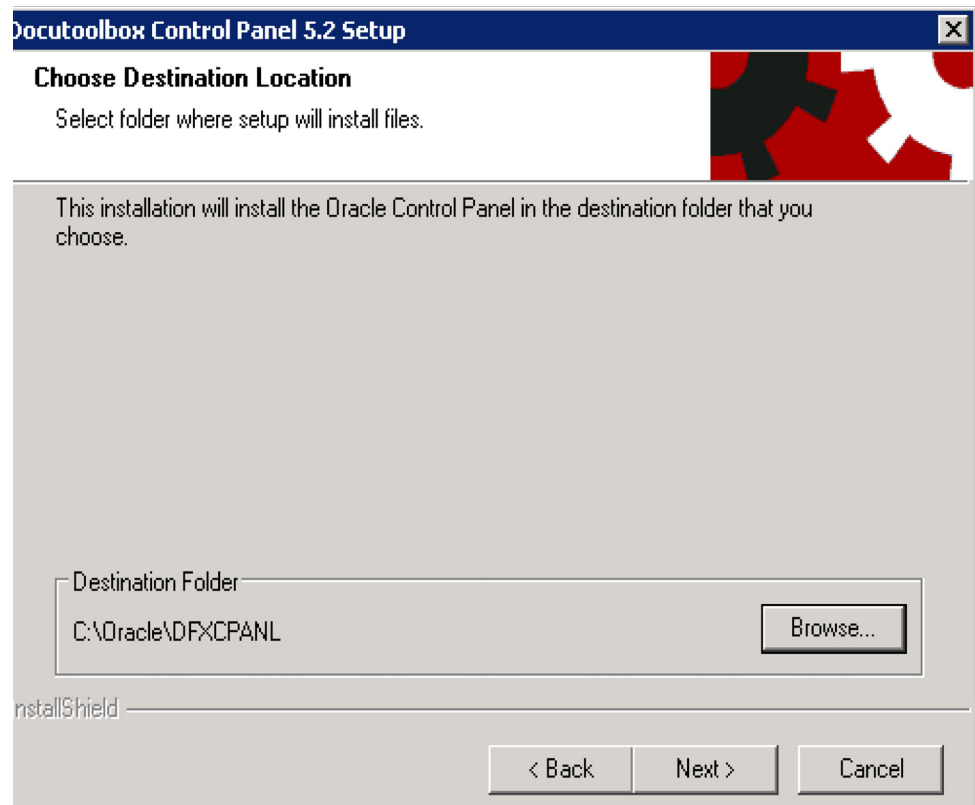 Docutoolbox Control Panel 5.2 Setup
Choose Destination Location
Select folder where setup will install files.
This installation will install the Oracle Control Panel in the destination folder that you
choose.
Destination Folder
C:\Oracle\DFXCPANL
Browse...
nstallShield
< Back
Next >
Cancel